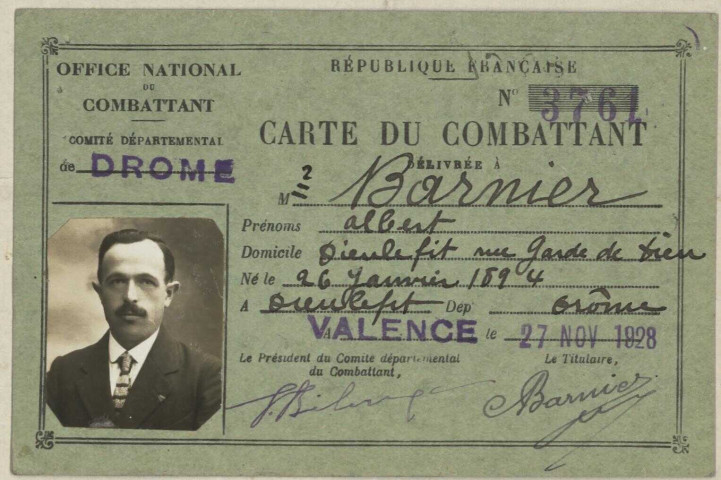 OFFICE NATIONAL
DU
COMBATTANT
COMITÉ DÉPARTEMENTAL
de DROME
RÉPUBLIQUE FRANÇAISE
N° 3761
CARTE DU COMBATTANT
DÉLIVRÉE À
M Barnier
Prénoms albert
Domicile Dieulefit rue Garde de Dieu
Né le 26 Janvier 1894
A Dieulefit Dép drôme
A VALENCE le 27 NOV 1928
Le Président du Comité départemental
du Combattant,
Le Titulaire,
Barnier